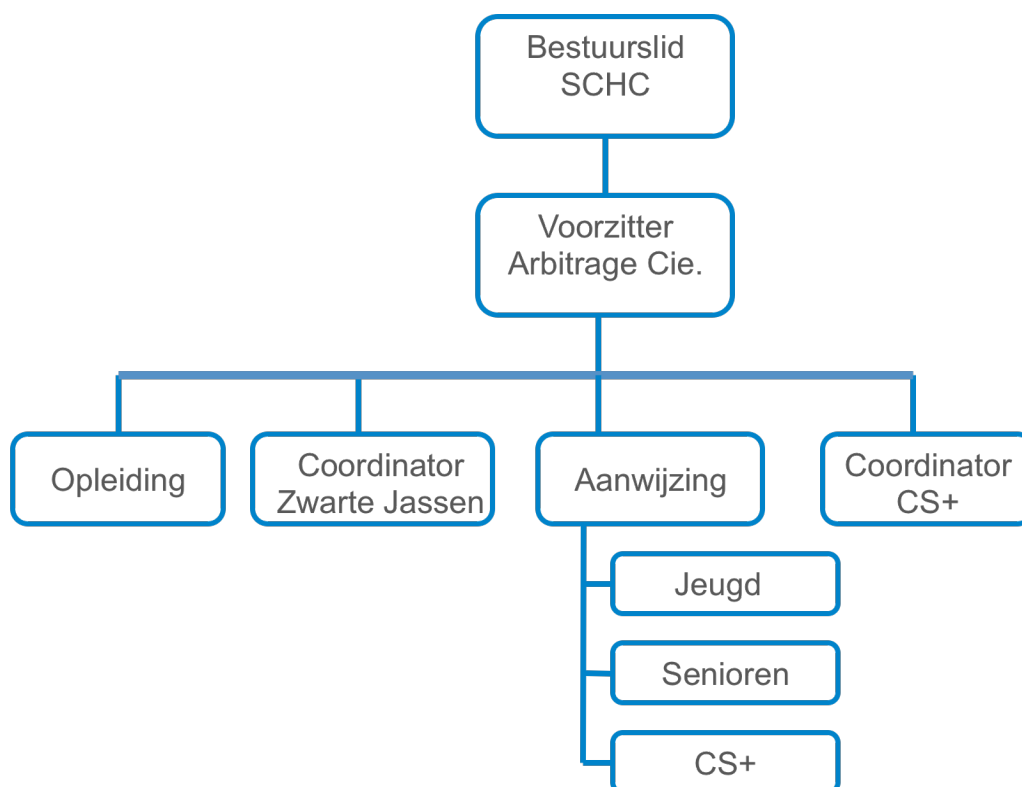 Bestuurslid
SCHC
Voorzitter
Arbitrage Cie.
Opleiding
Coordinator
Zwarte Jassen
Aanwijzing
Coordinator
CS+
Jeugd
Senioren
CS+